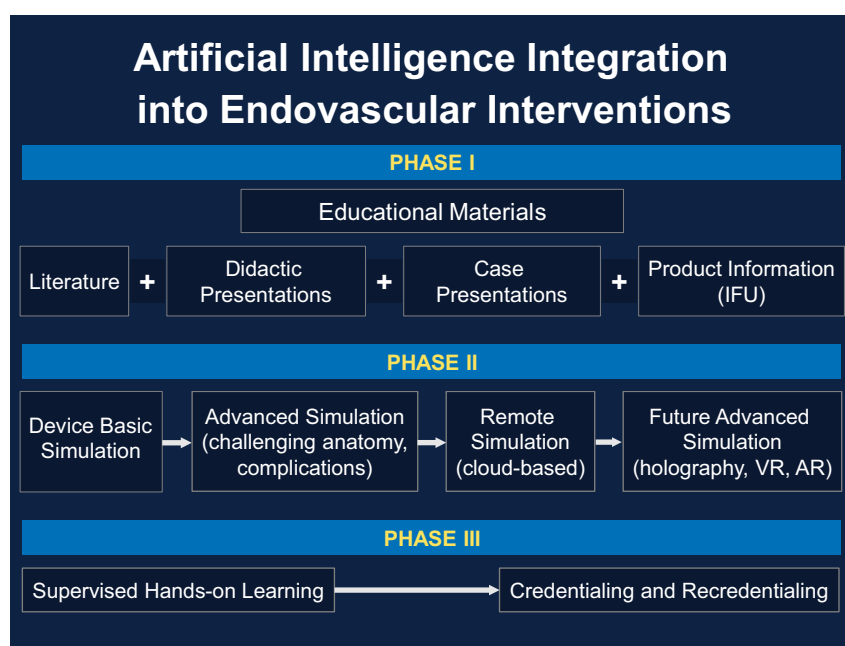 Artificial Intelligence Integration
into Endovascular Interventions
PHASE I
Educational Materials
Literature + Didactic Presentations + Case Presentations + Product Information (IFU)
PHASE II
Device Basic
Simulation
Advanced Simulation
(challenging anatomy,
complications)
Remote
Simulation
(cloud-based)
Future Advanced
Simulation
(holography, VR, AR)
PHASE III
Supervised Hands-on Learning
Credentialing and Recredentialing